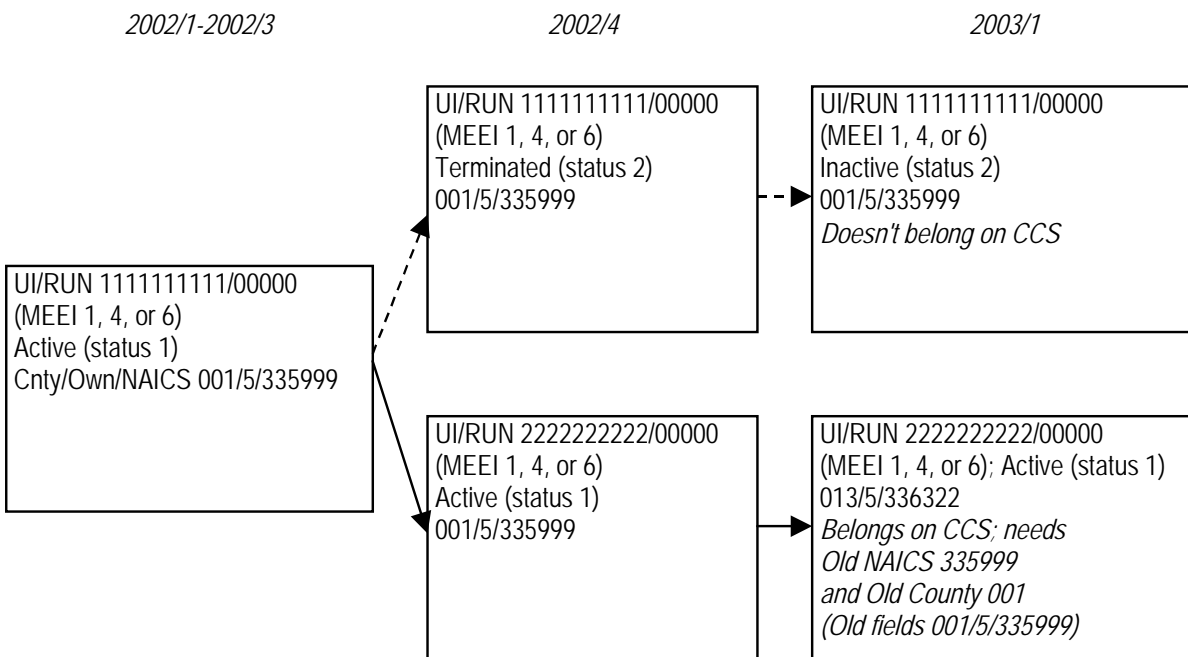 2002/1-2002/3
2002/4
2003/1
UI/RUN 1111111111/00000
(MEEI 1, 4, or 6)
Active (status 1)
Cnty/Own/NAICS 001/5/335999
UI/RUN 1111111111/00000
(MEEI 1, 4, or 6)
Terminated (status 2)
001/5/335999
UI/RUN 1111111111/00000
(MEEI 1, 4, or 6)
Inactive (status 2)
001/5/335999
Doesn't belong on CCS
UI/RUN 2222222222/00000
(MEEI 1, 4, or 6)
Active (status 1)
001/5/335999
UI/RUN 2222222222/00000
(MEEI 1, 4, or 6); Active (status 1)
013/5/336322
Belongs on CCS; needs
Old NAICS 335999
and Old County 001
(Old fields 001/5/335999)